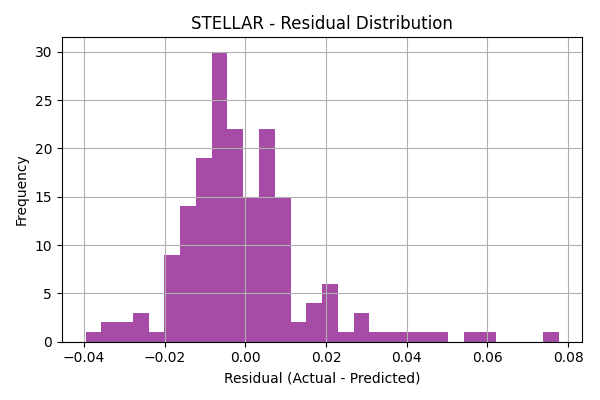 STELLAR - Residual Distribution
30
25
20
15
10
5
0
Frequency
−0.04 −0.02 0.00 0.02 0.04 0.06 0.08
Residual (Actual - Predicted)